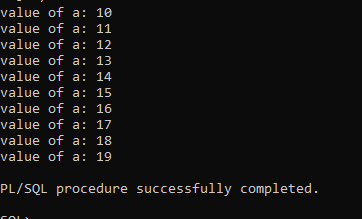 value of a: 10
value of a: 11
value of a: 12
value of a: 13
value of a: 14
value of a: 15
value of a: 16
value of a: 17
value of a: 18
value of a: 19
PL/SQL procedure successfully completed.
SQL>